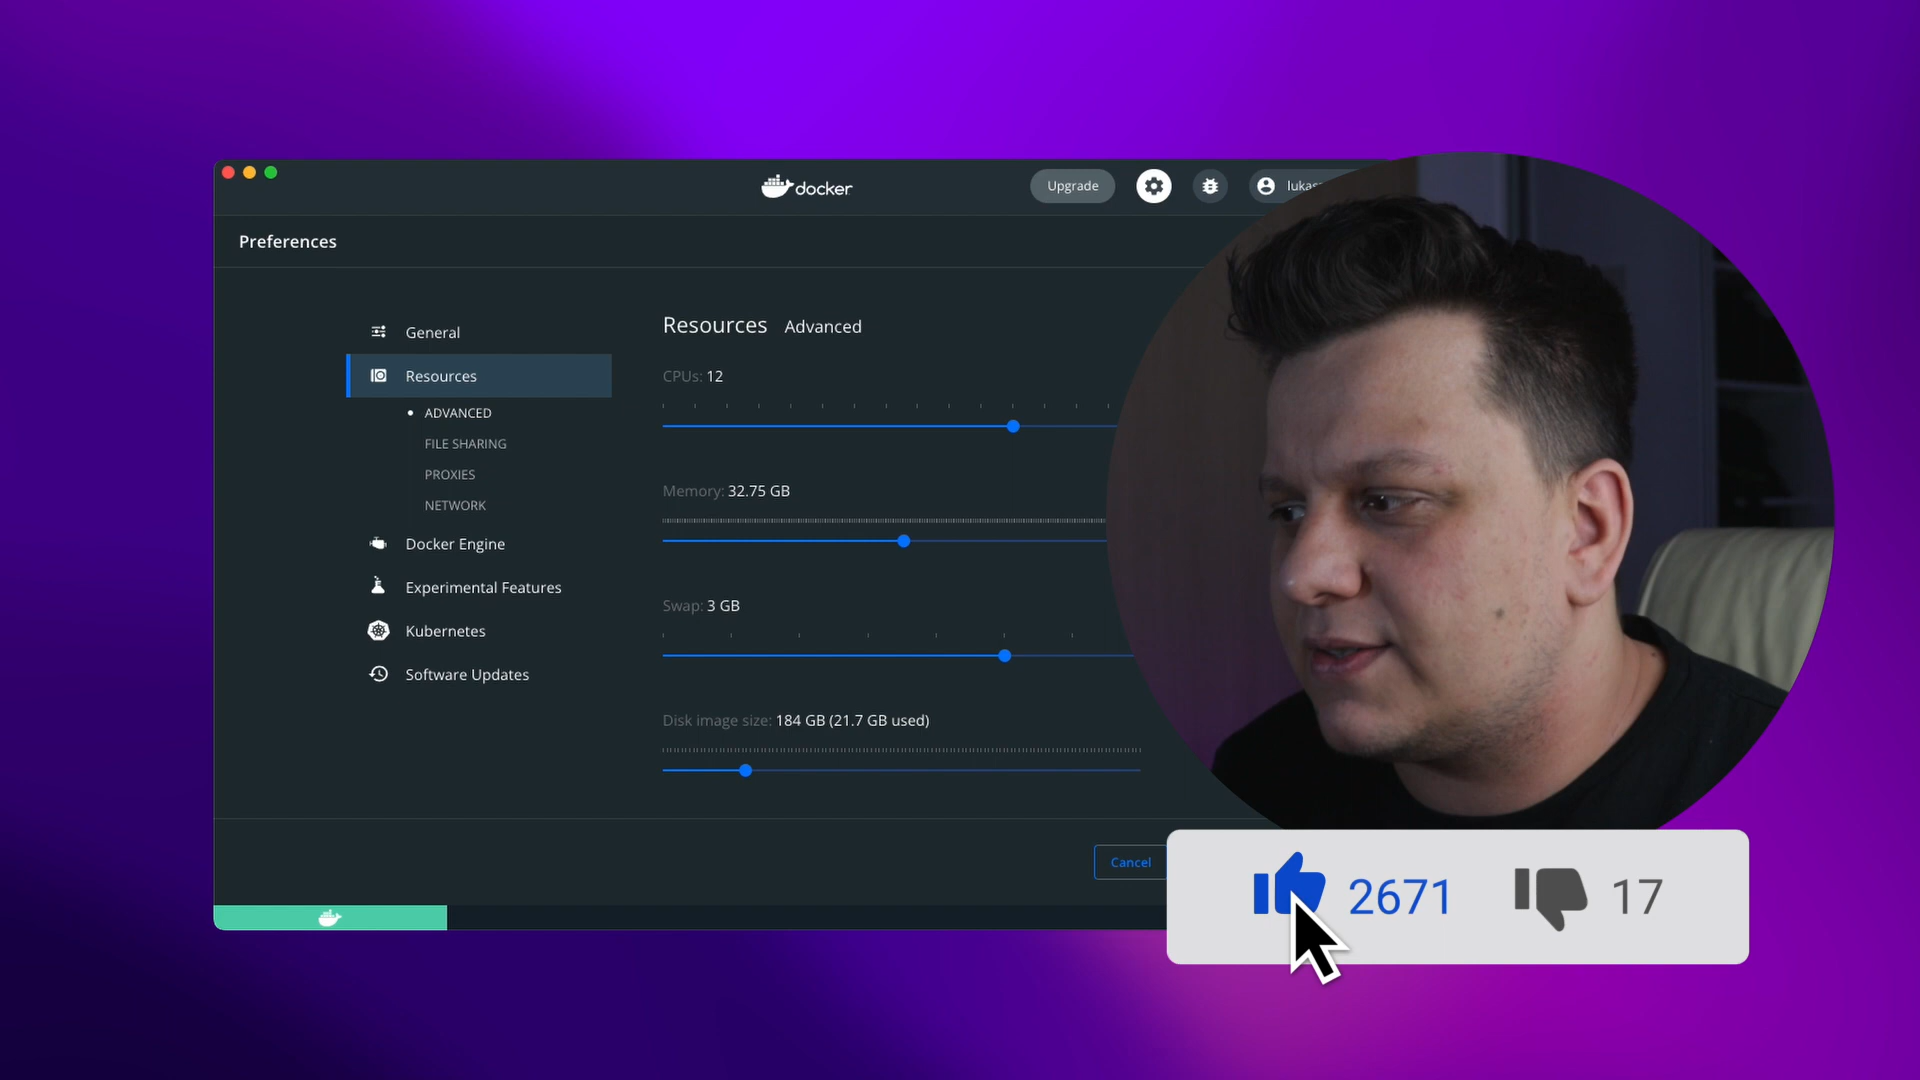 docker
Upgrade
Preferences
General
Resources
ADVANCED
FILE SHARING
PROXIES
NETWORK
Docker Engine
Experimental Features
Kubernetes
Software Updates
Resources Advanced
CPUs: 12
Memory: 32.75 GB
Swap: 3 GB
Disk image size: 184 GB (21.7 GB used)
Cancel
2671
17